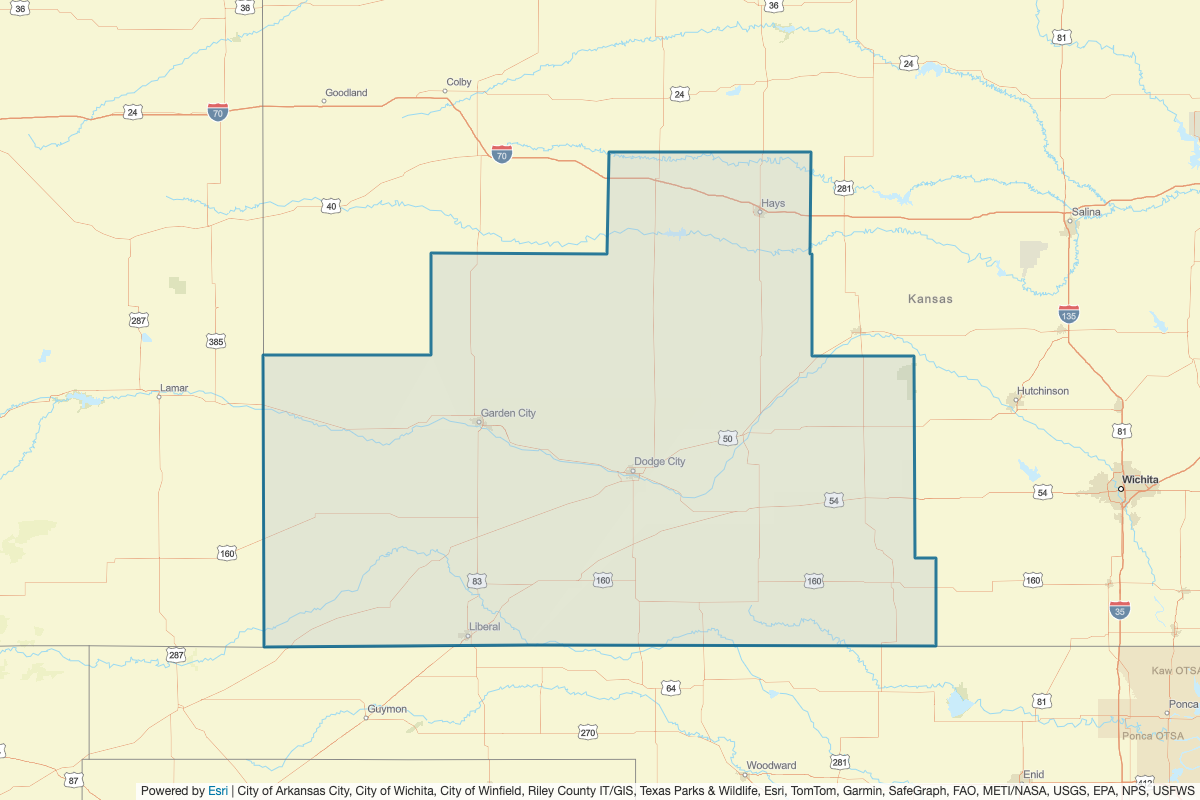 36
36
36
81
24
Colby
Goodland
24
24
70
70
281
40
Hays
Salina
Kansas
287
135
385
Lamar
Hutchinson
Garden City
81
50
Dodge City
Wichita
54
54
160
83
160
160
160
35
Liberal
287
Kaw OTSA
64
81
Guymon
Ponca
270
Ponca OTSA
281
Woodward
87
Enid
412
Powered by Esri | City of Arkansas City, City of Wichita, City of Winfield, Riley County IT/GIS, Texas Parks & Wildlife, Esri, TomTom, Garmin, SafeGraph, FAO, METI/NASA, USGS, EPA, NPS, USFWS